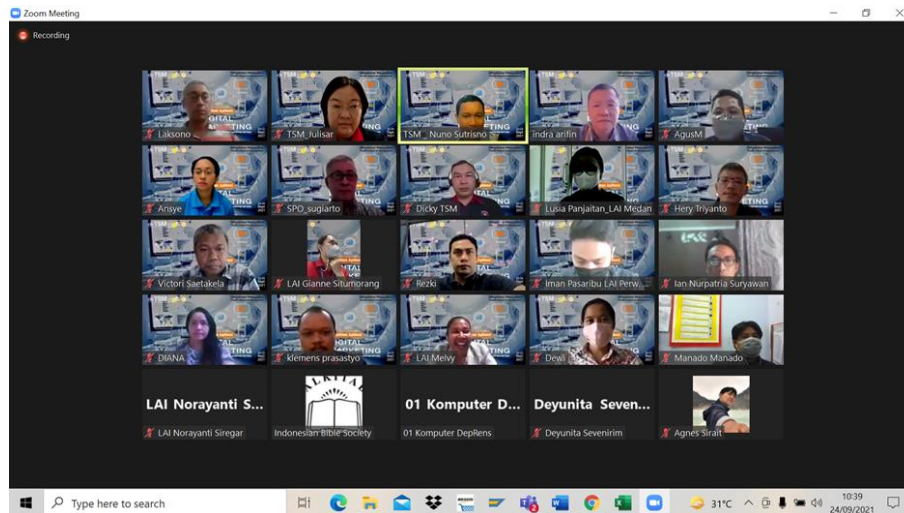 Zoom Meeting
Recording
Laksono
TSM_Julisar
TSM _ Nuno Sutrisno
indra arifin
AgusM
Ansye
SPO_sugiarto
Dicky TSM
Lusia Panjaitan_LAI Medan
Hery Triyanto
Victori Saetakela
LAI Gianne Situmorang
Rezki
Iman Pasaribu LAI Perw...
Ian Nurpatria Suryawan
DIANA
klemens prasastyo
LAI Melvy
Dewi
Manado Manado
LAI Norayanti S...
ALKITAB
01 Komputer D...
Deyunita Seven...
LAI Norayanti Siregar
Indonesian Bible Society
01 Komputer DepRens
Deyunita Sevenirim
Agnes Sirait
Type here to search
31°C
10:39
24/09/2021